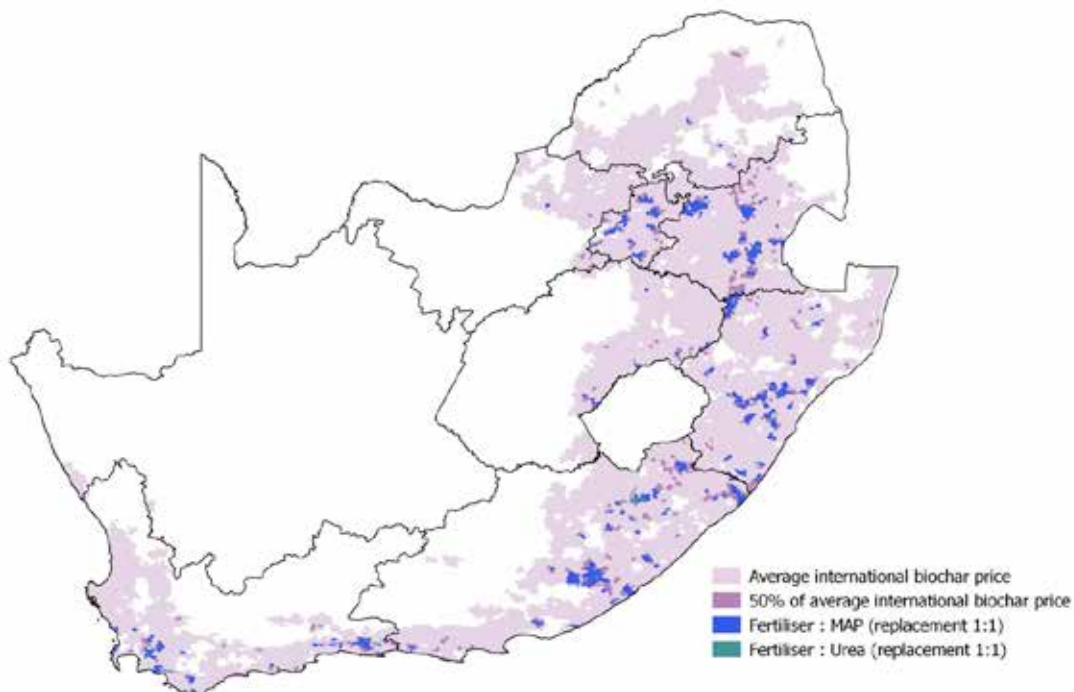 Average international biochar price
50% of average international biochar price
Fertiliser : MAP (replacement 1:1)
Fertiliser : Urea (replacement 1:1)